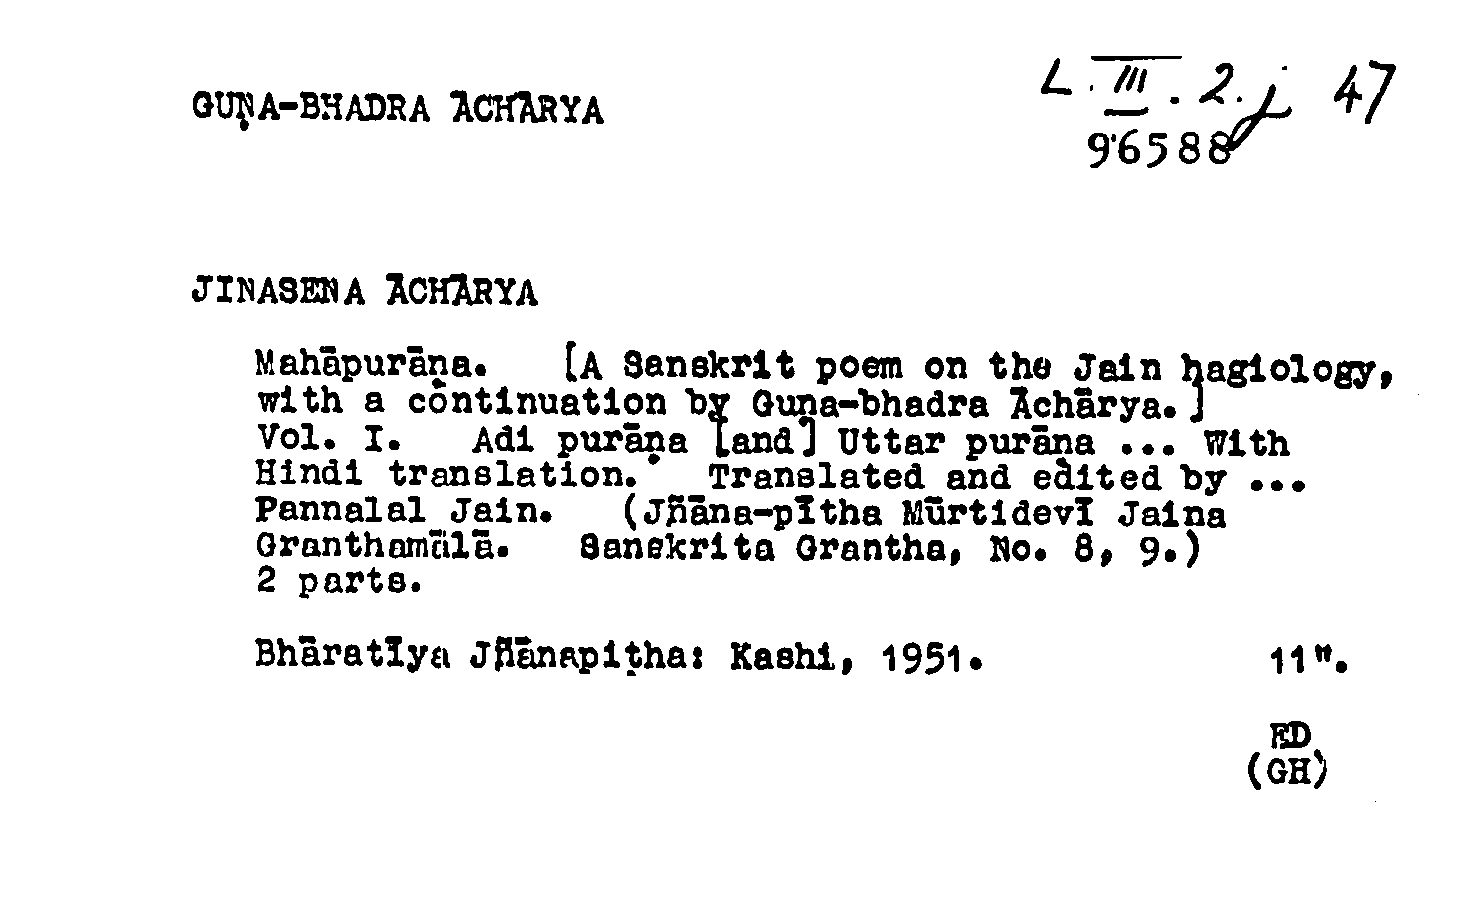 GUṆA-BHADRA ĀCHĀRYA
L. III. 2. j 47
96588
JINASENA ĀCHĀRYA
Mahāpurāṇa. [A Sanskrit poem on the Jain hagiology,
with a continuation by Guṇa-bhadra Āchārya.]
Vol. I. Adi purāṇa [and] Uttar purāṇa ... With
Hindi translation. Translated and edited by ...
Pannalal Jain. (Jñāna-pītha Mūrtidevī Jaina
Granthamālā. Sanskrita Grantha, No. 8, 9.)
2 parts.
Bhāratīya Jñānapiṭha: Kashi, 1951. 11".
ED
(GH)